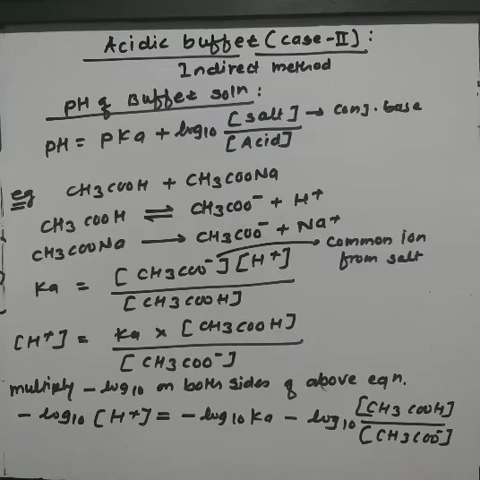 Acidic buffer (case-II):
Indirect method
pH of Buffer soln:
pH = pKa + log10 [salt]/[Acid] → conj. base
eg CH3COOH + CH3COONa
CH3COOH ⇌ CH3COO⁻ + H⁺
CH3COONa ⟶ CH3COO⁻ + Na⁺
Ka = [CH3COO⁻][H⁺]/[CH3COOH] → common ion from salt
[H⁺] = Ka × [CH3COOH]/[CH3COO⁻]
multiply -log10 on both sides of above eqn.
-log10 [H⁺] = -log10 Ka - log10 [CH3COOH]/[CH3COO⁻]